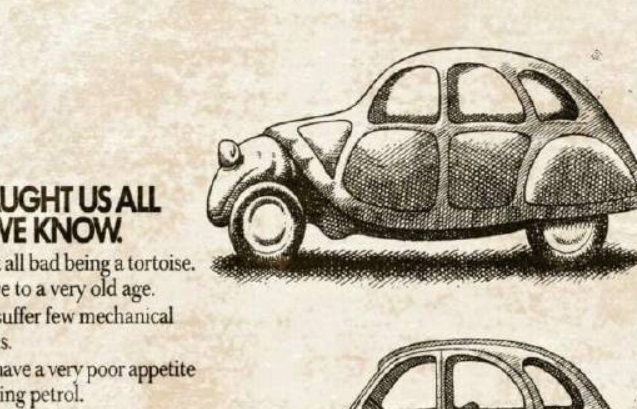 UGHT US ALL
WE KNOW.
all bad being a tortoise.
e to a very old age.
suffer few mechanical
s.
have a very poor appetite
ing petrol.